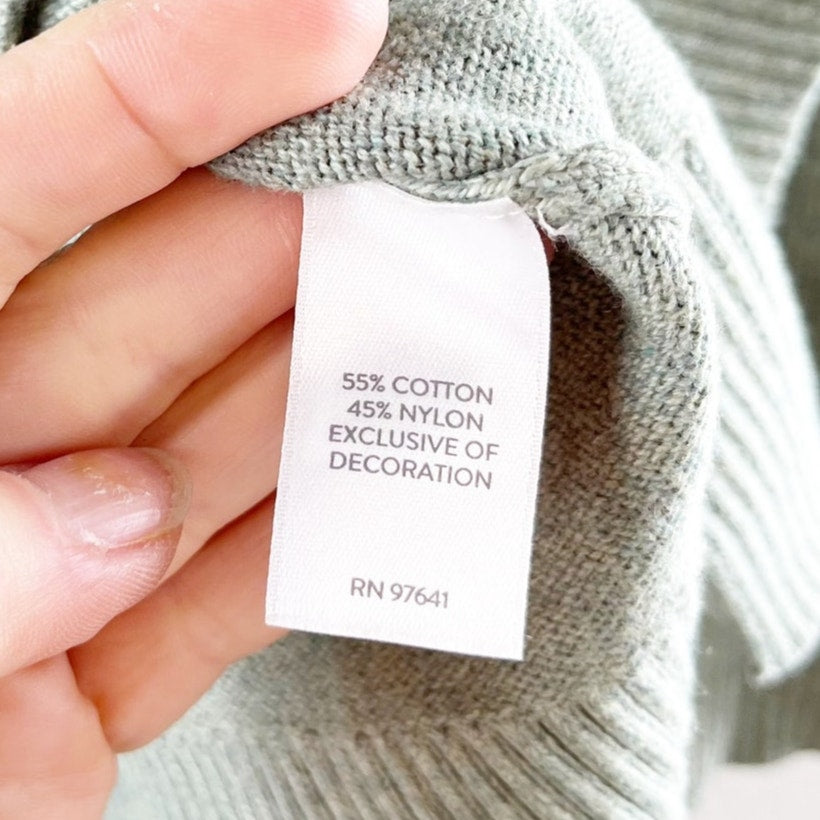 55% COTTON
45% NYLON
EXCLUSIVE OF
DECORATION
RN 97641